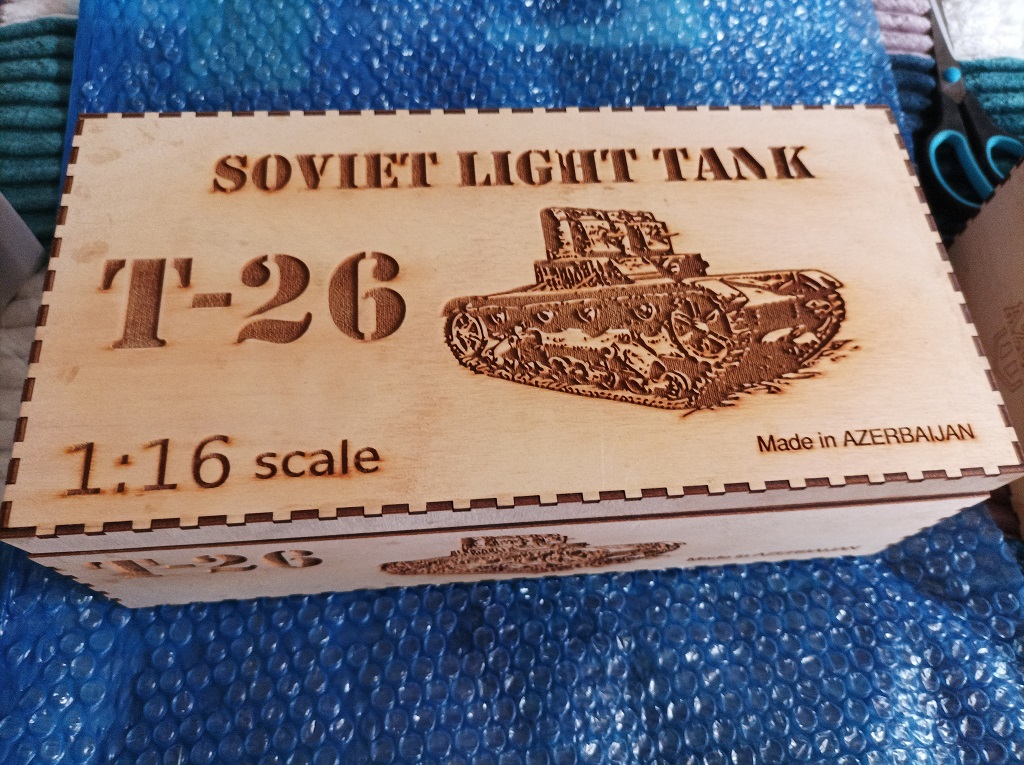 SOVIET LIGHT TANK
T-26
1:16 scale
Made in AZERBAIJAN
T-26